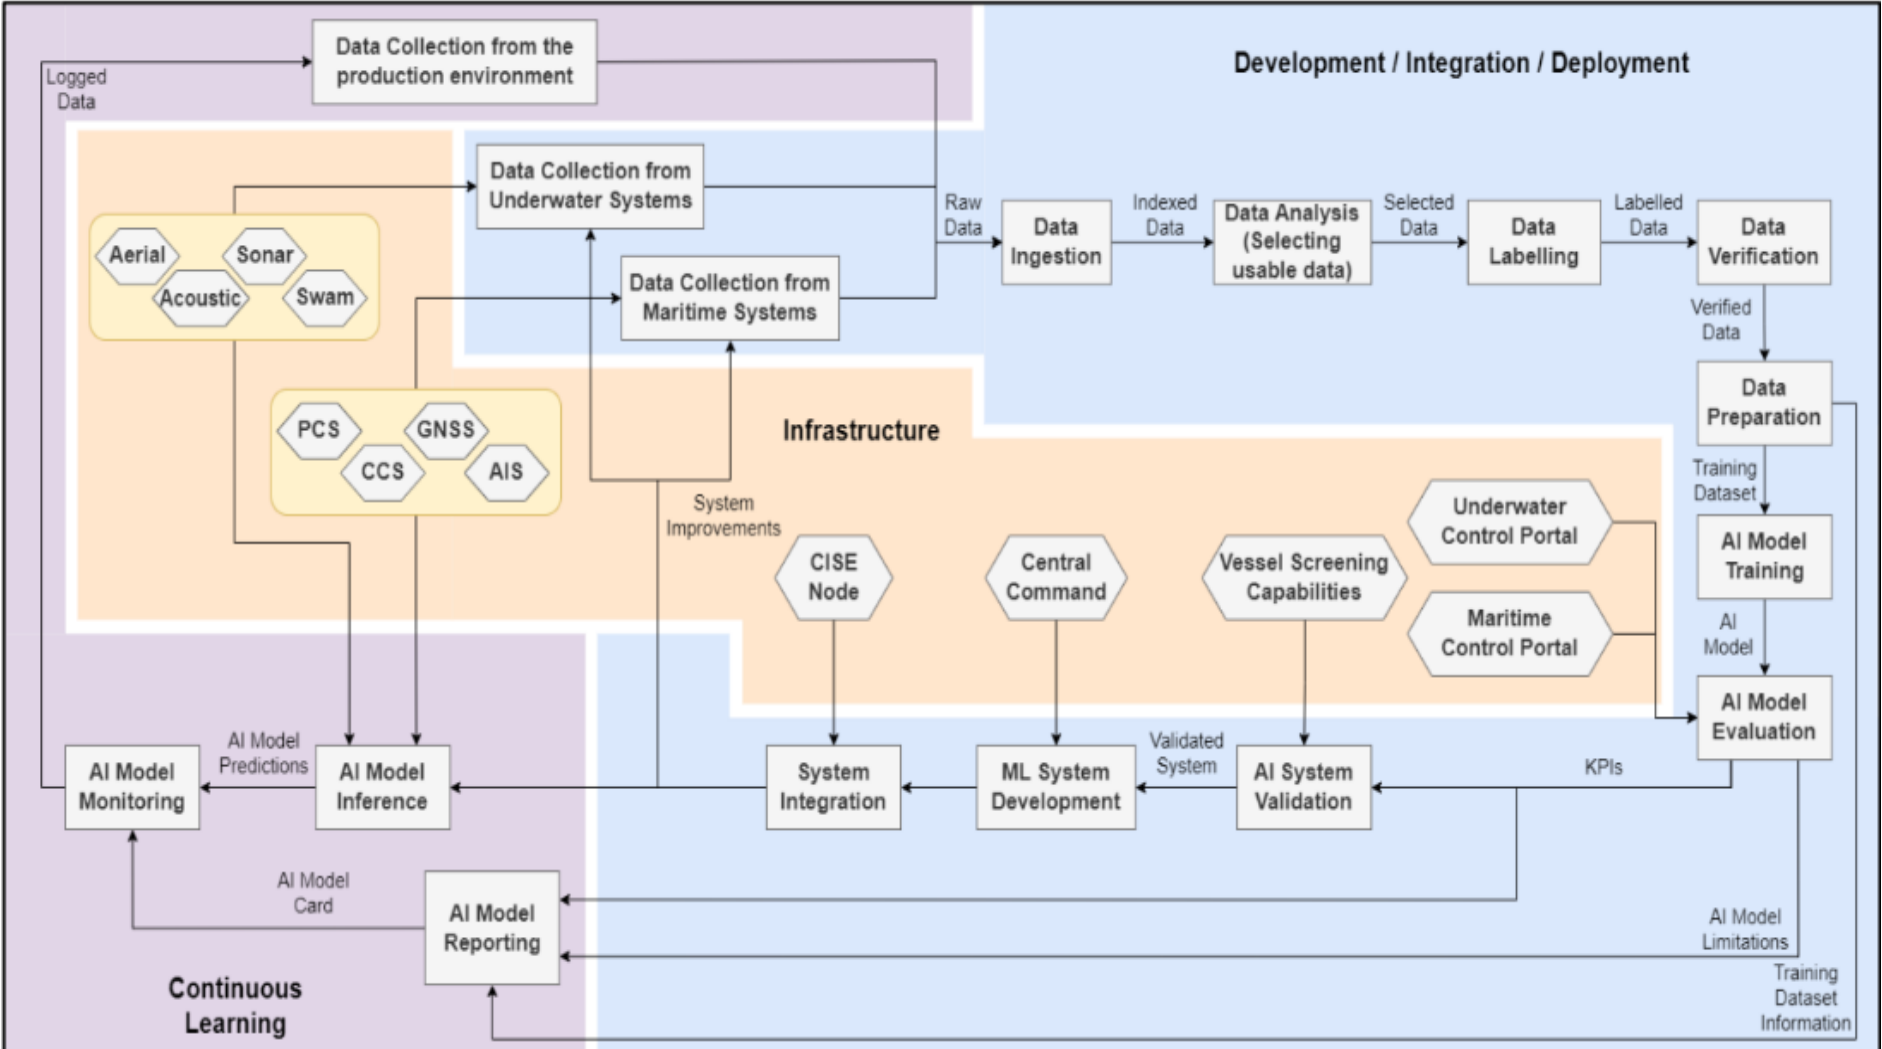 Data Collection from the
production environment
Development / Integration / Deployment
Logged
Data
Data Collection from
Underwater Systems
Raw
Data
Data
Ingestion
Indexed
Data
Data Analysis
(Selecting
usable data)
Selected
Data
Data
Labelling
Labelled
Data
Data
Verification
Aerial
Sonar
Acoustic
Swam
Data Collection from
Maritime Systems
Verified
Data
Data
Preparation
PCS
GNSS
CCS
AIS
Infrastructure
Training
Dataset
System
Improvements
Underwater
Control Portal
AI Model
Training
CISE
Node
Central
Command
Vessel Screening
Capabilities
Maritime
Control Portal
AI
Model
AI Model
Evaluation
AI Model
Monitoring
AI Model
Predictions
AI Model
Inference
System
Integration
ML System
Development
Validated
System
AI System
Validation
KPIs
AI Model
Card
AI Model
Reporting
AI Model
Limitations
Training
Dataset
Information
Continuous
Learning